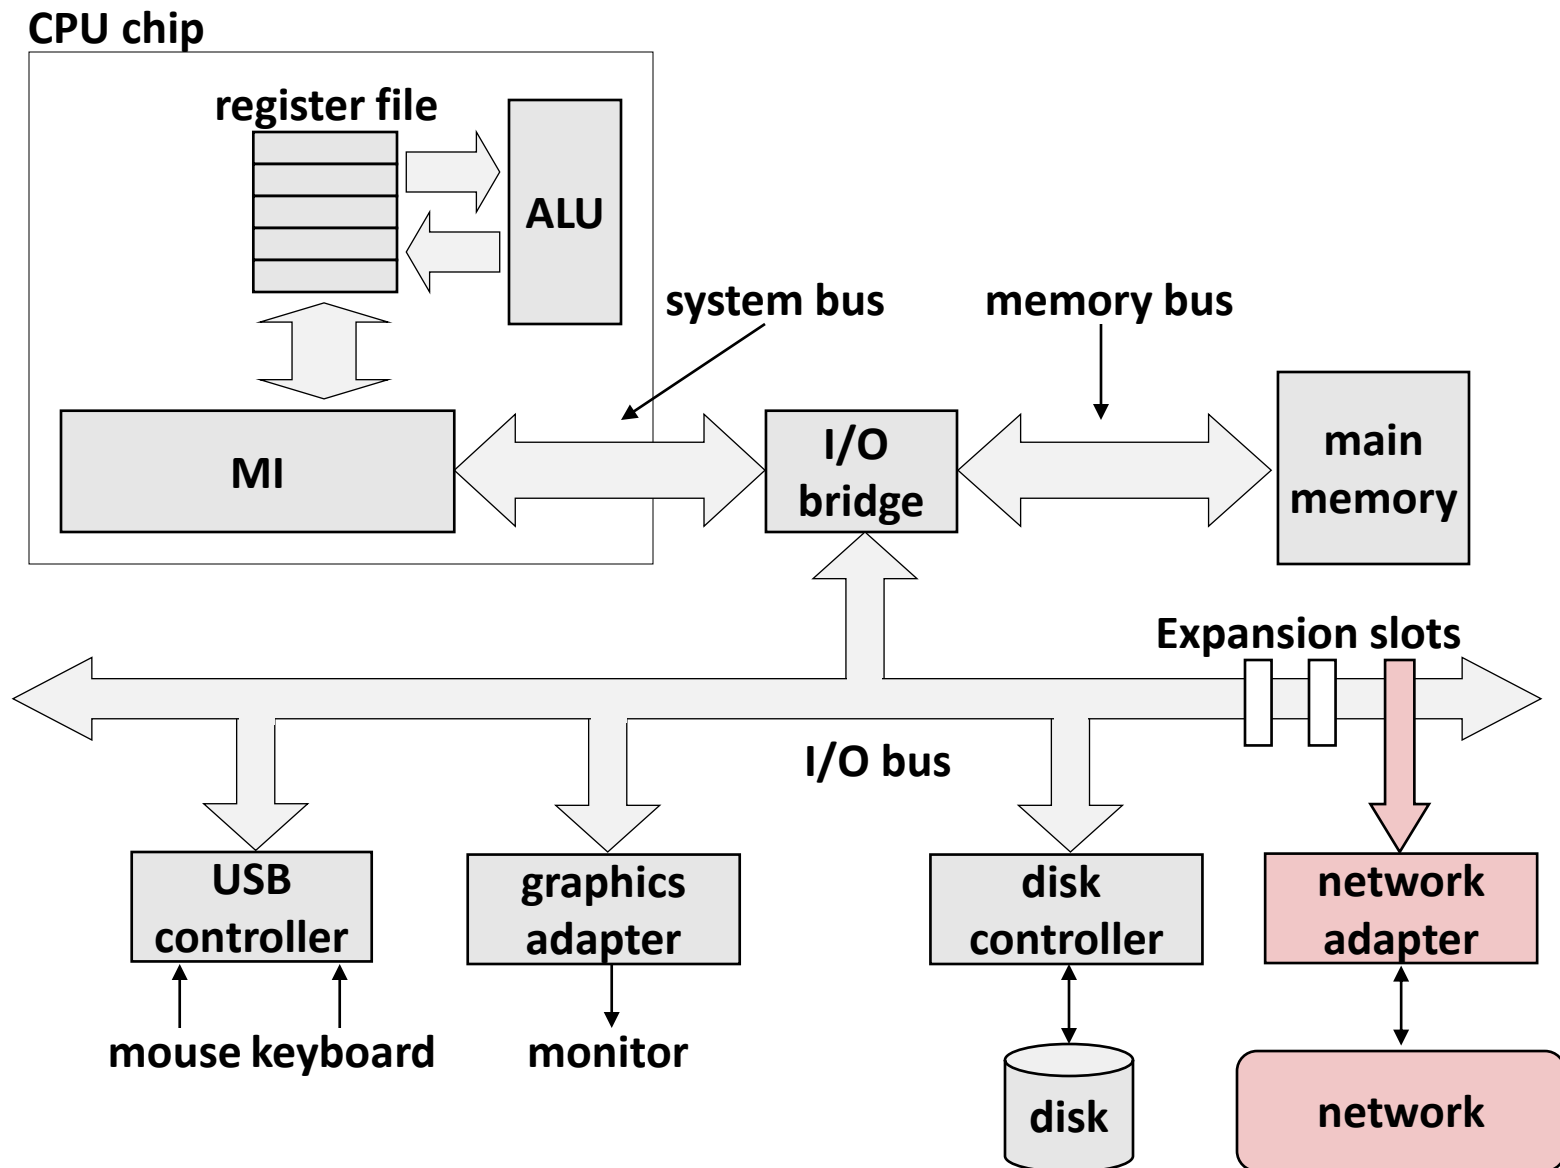 CPU chip
register file
ALU
system bus
memory bus
MI
I/O
bridge
main
memory
Expansion slots
I/O bus
USB
controller
graphics
adapter
disk
controller
network
adapter
mouse keyboard
monitor
disk
network